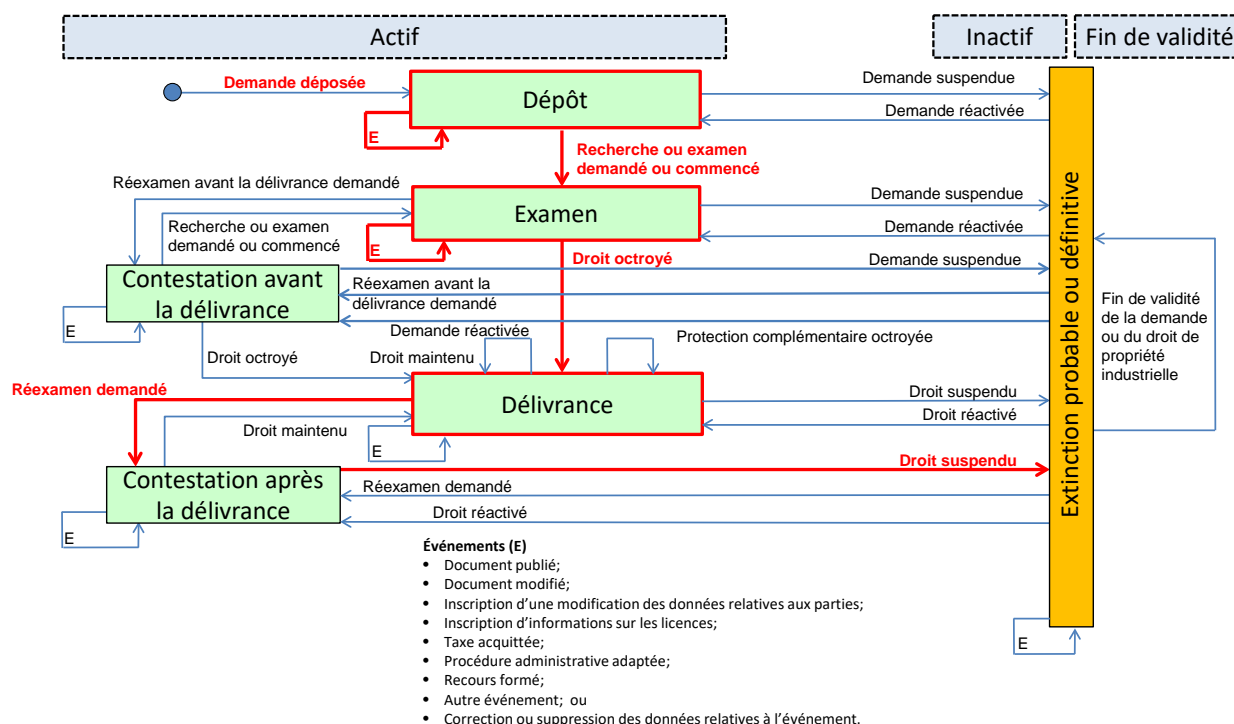 Actif
Inactif
Fin de validité
Demande déposée
Dépôt
Demande suspendue
Demande réactivée
E
Recherche ou examen
demandé ou commencé
Réexamen avant la délivrance demandé
Examen
Demande suspendue
Demande réactivée
Recherche ou examen
demandé ou commencé
E
Droit octroyé
Demande suspendue
Contestation avant
la délivrance
Réexamen avant la
délivrance demandé
Extinction probable ou définitive
Fin de validité
de la demande
ou du droit de
propriété
industrielle
E
Demande réactivée
Protection complémentaire octroyée
Droit octroyé
Droit maintenu
Réexamen demandé
Délivrance
Droit suspendu
Droit réactivé
Droit maintenu
E
Contestation après
la délivrance
Droit suspendu
Réexamen demandé
Droit réactivé
E
Événements (E)
• Document publié;
• Document modifié;
• Inscription d’une modification des données relatives aux parties;
• Inscription d’informations sur les licences;
• Taxe acquittée;
• Procédure administrative adaptée;
• Recours formé;
• Autre événement; ou
• Correction ou suppression des données relatives à l’événement.
E